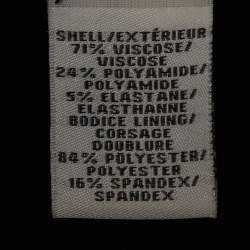 SHELL/EXTÉRIEUR
71% VISCOSE/
VISCOSE
24% POLYAMIDE/
POLYAMIDE
5% ELASTANE/
ELASTHANNE
BODICE LINING/
CORSAGE
DOUBLURE
84% POLYESTER/
POLYESTER
16% SPANDEX/
SPANDEX